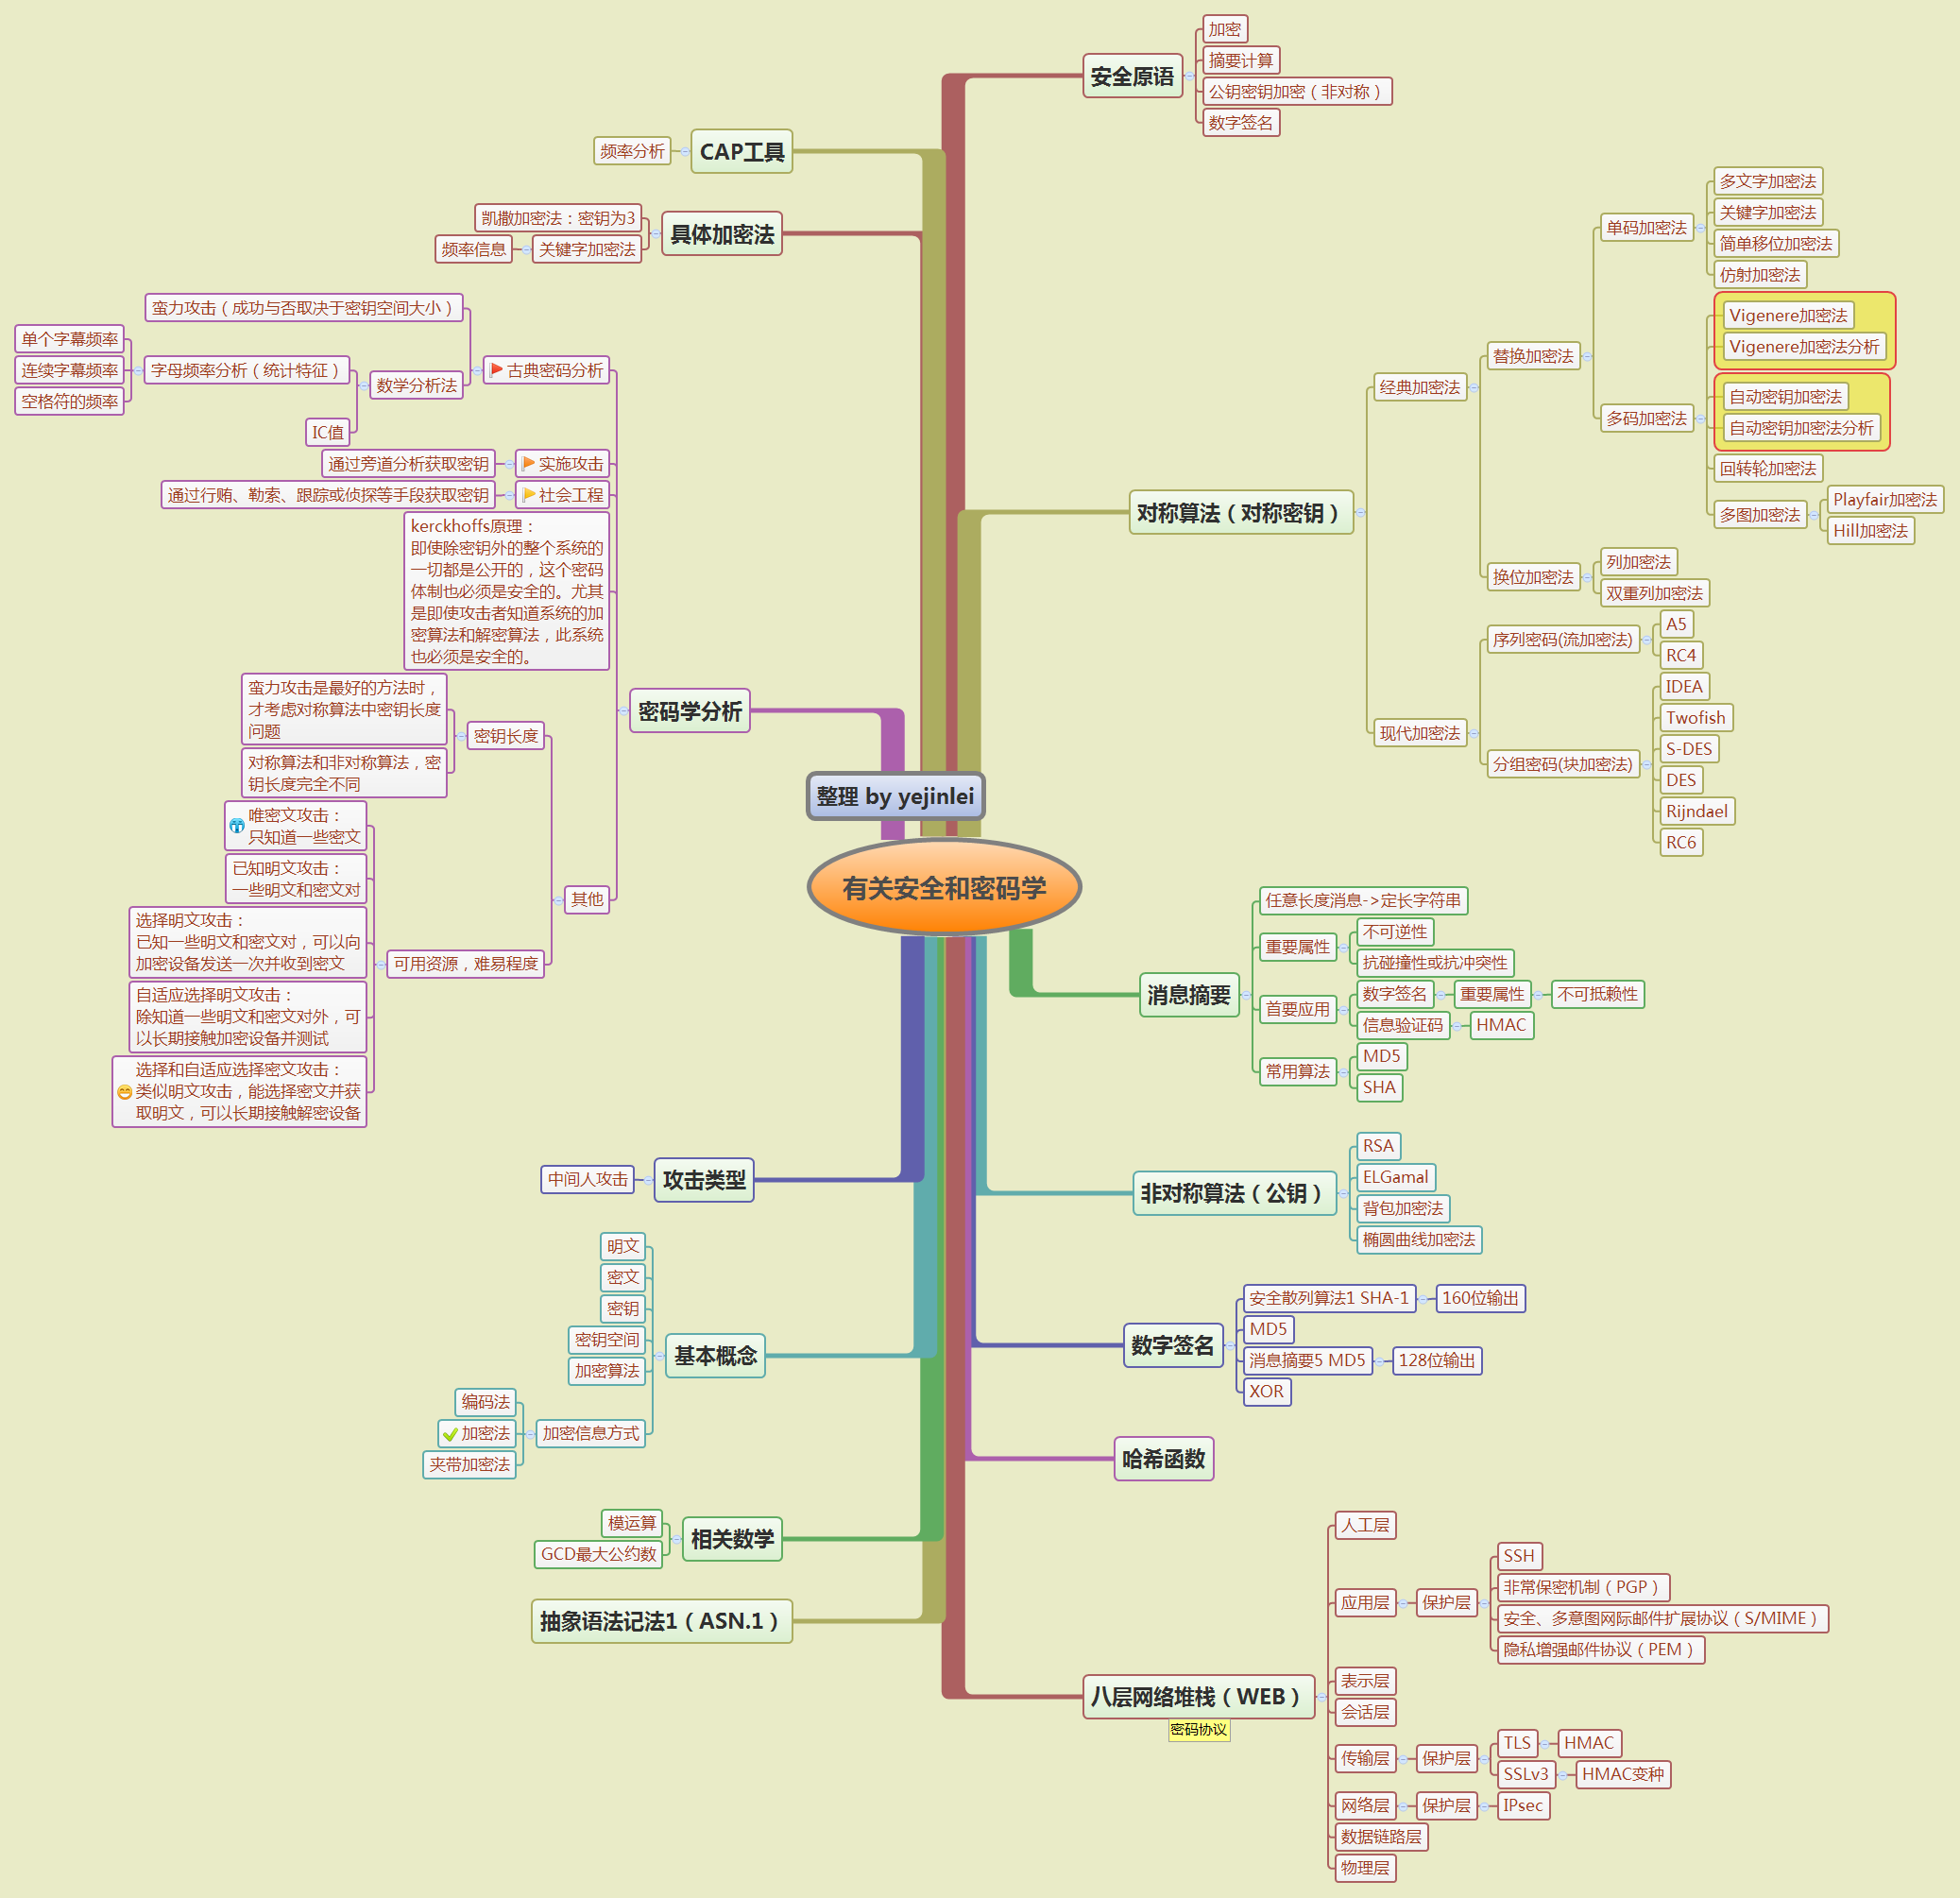 有关安全和密码学
整理 by yejinlei
安全原语
加密
摘要计算
公钥密钥加密（非对称）
数字签名
对称算法（对称密钥）
经典加密法
替换加密法
单码加密法
多文字加密法
关键字加密法
简单移位加密法
仿射加密法
多码加密法
Vigenere加密法
Vigenere加密法分析
自动密钥加密法
自动密钥加密法分析
回转轮加密法
多图加密法
Playfair加密法
Hill加密法
换位加密法
列加密法
双重列加密法
现代加密法
序列密码(流加密法)
A5
RC4
分组密码(块加密法)
IDEA
Twofish
S-DES
DES
Rijndael
RC6
消息摘要
任意长度消息->定长字符串
重要属性
不可逆性
抗碰撞性或抗冲突性
首要应用
数字签名
重要属性
不可抵赖性
信息验证码
HMAC
常用算法
MD5
SHA
非对称算法（公钥）
RSA
ELGamal
背包加密法
椭圆曲线加密法
数字签名
安全散列算法1 SHA-1
160位输出
MD5
消息摘要5 MD5
128位输出
XOR
哈希函数
八层网络堆栈（WEB）
密码协议
人工层
应用层
保护层
SSH
非常保密机制（PGP）
安全、多意图网际邮件扩展协议（S/MIME）
隐私增强邮件协议（PEM）
表示层
会话层
传输层
保护层
TLS
HMAC
SSLv3
HMAC变种
网络层
保护层
IPsec
数据链路层
物理层
CAP工具
频率分析
具体加密法
凯撒加密法：密钥为3
关键字加密法
频率信息
密码学分析
古典密码分析
蛮力攻击（成功与否取决于密钥空间大小）
数学分析法
字母频率分析（统计特征）
单个字幕频率
连续字幕频率
空格符的频率
IC值
实施攻击
通过旁道分析获取密钥
社会工程
通过行贿、勒索、跟踪或侦探等手段获取密钥
kerckhoffs原理：
即使除密钥外的整个系统的
一切都是公开的，这个密码
体制也必须是安全的。尤其
是即使攻击者知道系统的加
密算法和解密算法，此系统
也必须是安全的。
其他
密钥长度
蛮力攻击是最好的方法时，
才考虑对称算法中密钥长度
问题
对称算法和非对称算法，密
钥长度完全不同
可用资源，难易程度
唯密文攻击：
只知道一些密文
已知明文攻击：
一些明文和密文对
选择明文攻击：
已知一些明文和密文对，可以向
加密设备发送一次并收到密文
自适应选择明文攻击：
除知道一些明文和密文对外，可
以长期接触加密设备并测试
选择和自适应选择密文攻击：
类似明文攻击，能选择密文并获
取明文，可以长期接触解密设备
攻击类型
中间人攻击
基本概念
明文
密文
密钥
密钥空间
加密算法
加密信息方式
编码法
加密法
夹带加密法
相关数学
模运算
GCD最大公约数
抽象语法记法1（ASN.1）